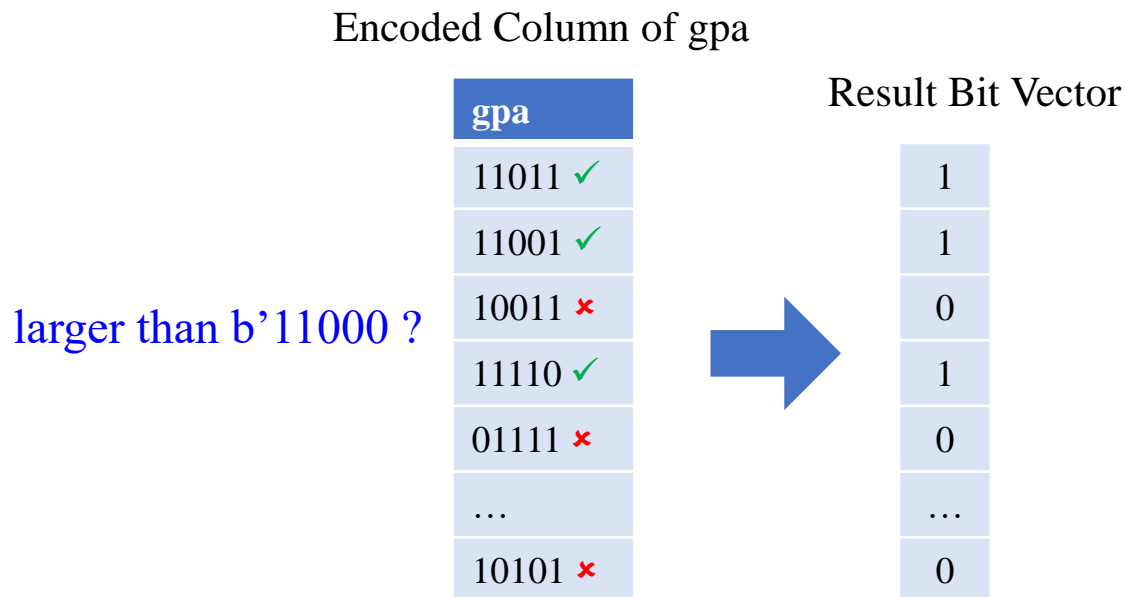 Encoded Column of gpa
Result Bit Vector
gpa
11011 ✓ 1
11001 ✓ 1
10011 ✗ 0
larger than b’11000 ?
11110 ✓ 1
01111 ✗ 0
… …
10101 ✗ 0